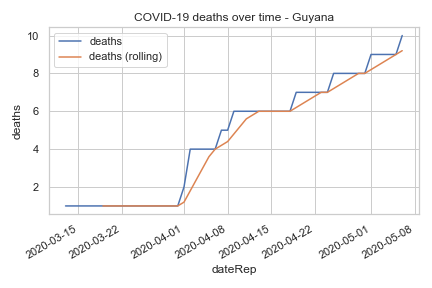 COVID-19 deaths over time - Guyana
deaths
deaths (rolling)
10
8
6
4
2
deaths
2020-03-15
2020-03-22
2020-04-01
2020-04-08
2020-04-15
2020-04-22
2020-05-01
2020-05-08
dateRep